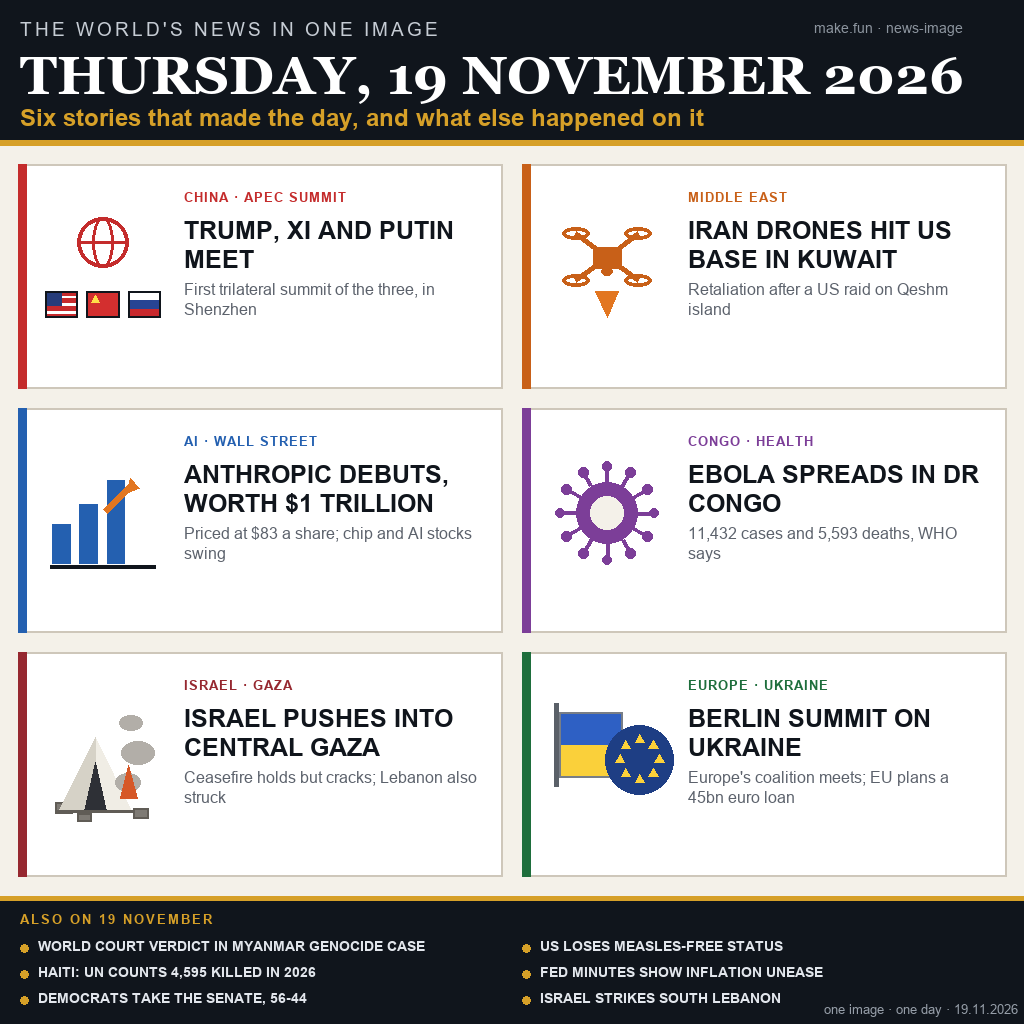 THE WORLD'S NEWS IN ONE IMAGE
make.fun · news-image
THURSDAY, 19 NOVEMBER 2026
Six stories that made the day, and what else happened on it
CHINA · APEC SUMMIT
TRUMP, XI AND PUTIN
MEET
First trilateral summit of the three, in
Shenzhen
MIDDLE EAST
IRAN DRONES HIT US
BASE IN KUWAIT
Retaliation after a US raid on Qeshm
island
AI · WALL STREET
ANTHROPIC DEBUTS,
WORTH $1 TRILLION
Priced at $83 a share; chip and AI stocks
swing
CONGO · HEALTH
EBOLA SPREADS IN DR
CONGO
11,432 cases and 5,593 deaths, WHO
says
ISRAEL · GAZA
ISRAEL PUSHES INTO
CENTRAL GAZA
Ceasefire holds but cracks; Lebanon also
struck
EUROPE · UKRAINE
BERLIN SUMMIT ON
UKRAINE
Europe's coalition meets; EU plans a
45bn euro loan
ALSO ON 19 NOVEMBER
WORLD COURT VERDICT IN MYANMAR GENOCIDE CASE
HAITI: UN COUNTS 4,595 KILLED IN 2026
DEMOCRATS TAKE THE SENATE, 56-44
US LOSES MEASLES-FREE STATUS
FED MINUTES SHOW INFLATION UNEASE
ISRAEL STRIKES SOUTH LEBANON
one image · one day · 19.11.2026